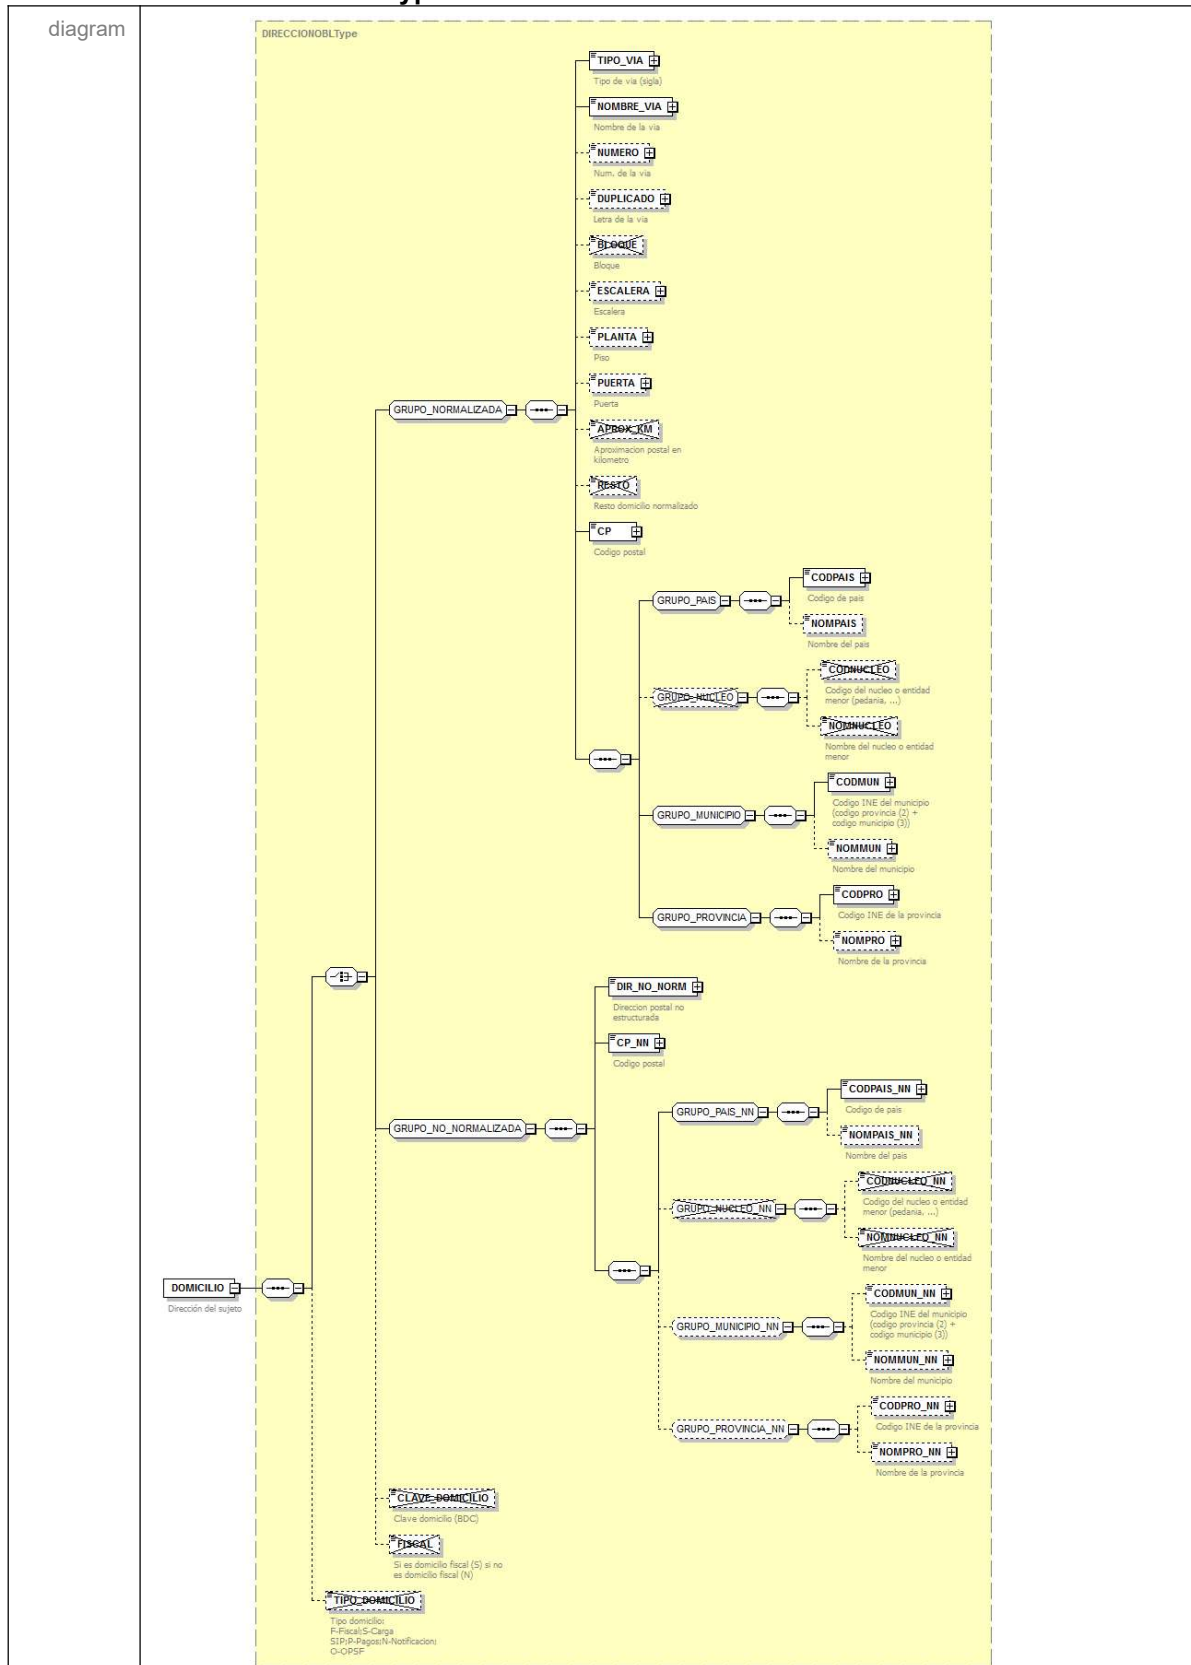 diagram
DIRECCIONOBLType
TIPO_VIA
Tipo de via (sigla)
NOMBRE_VIA
Nombre de la via
NUMERO
Num. de la via
DUPLICADO
Letra de la via
BLOQUE
Bloque
ESCALERA
Escalera
PLANTA
Piso
PUERTA
Puerta
GRUPO_NORMALIZADA
APROX_KM
Aproximacion postal en
kilometro
RESTO
Resto domicilio normalizado
CP
Codigo postal
GRUPO_PAIS
CODPAIS
Codigo de pais
NOMPAIS
Nombre del pais
GRUPO_NUCLEO
CODNUCLEO
Codigo del nucleo o entidad
menor (pedania, ...)
NOMNUCLEO
Nombre del nucleo o entidad
menor
GRUPO_MUNICIPIO
CODMUN
Codigo INE del municipio
(codigo provincia (2) +
codigo municipio (3))
NOMMUN
Nombre del municipio
GRUPO_PROVINCIA
CODPRO
Codigo INE de la provincia
NOMPRO
Nombre de la provincia
GRUPO_NO_NORMALIZADA
DIR_NO_NORM
Direccion postal no
estructurada
CP_NN
Codigo postal
GRUPO_PAIS_NN
CODPAIS_NN
Codigo de pais
NOMPAIS_NN
Nombre del pais
GRUPO_NUCLEO_NN
CODNUCLEO_NN
Codigo del nucleo o entidad
menor (pedania, ...)
NOMNUCLEO_NN
Nombre del nucleo o entidad
menor
DOMICILIO
Dirección del sujeto
GRUPO_MUNICIPIO_NN
CODMUN_NN
Codigo INE del municipio
(codigo provincia (2) +
codigo municipio (3))
NOMMUN_NN
Nombre del municipio
GRUPO_PROVINCIA_NN
CODPRO_NN
Codigo INE de la provincia
NOMPRO_NN
Nombre de la provincia
CLAVE_DOMICILIO
Clave domicilio (BDC)
FISCAL
Si es domicilio fiscal (S) si no
es domicilio fiscal (N)
TIPO_DOMICILIO
Tipo domicilio:
F-Fiscal;S-Carga
SIP;P-Pagos;N-Notificacion;
O-OPSF